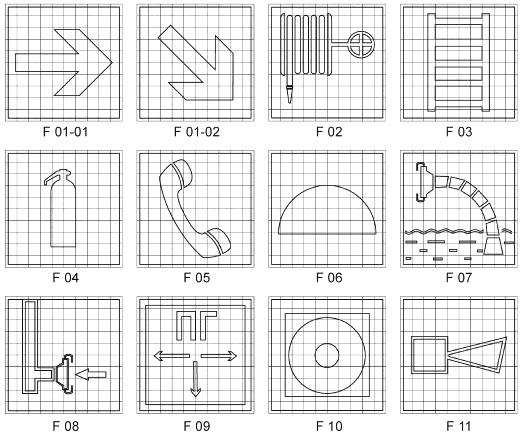 F 01-01 F 01-02 F 02 F 03
F 04 F 05 F 06 F 07
ПГ
F 08 F 09 F 10 F 11